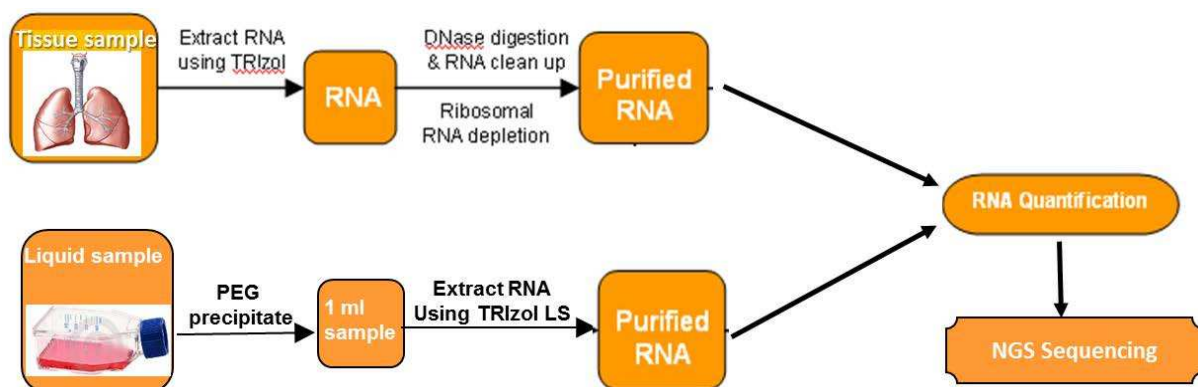 Tissue sample
Extract RNA
using TRIzol
RNA
DNase digestion
& RNA clean up
Ribosomal
RNA depletion
Purified
RNA
RNA Quantification
Liquid sample
PEG
precipitate
1 ml
sample
Extract RNA
Using TRIzol LS
Purified
RNA
NGS Sequencing